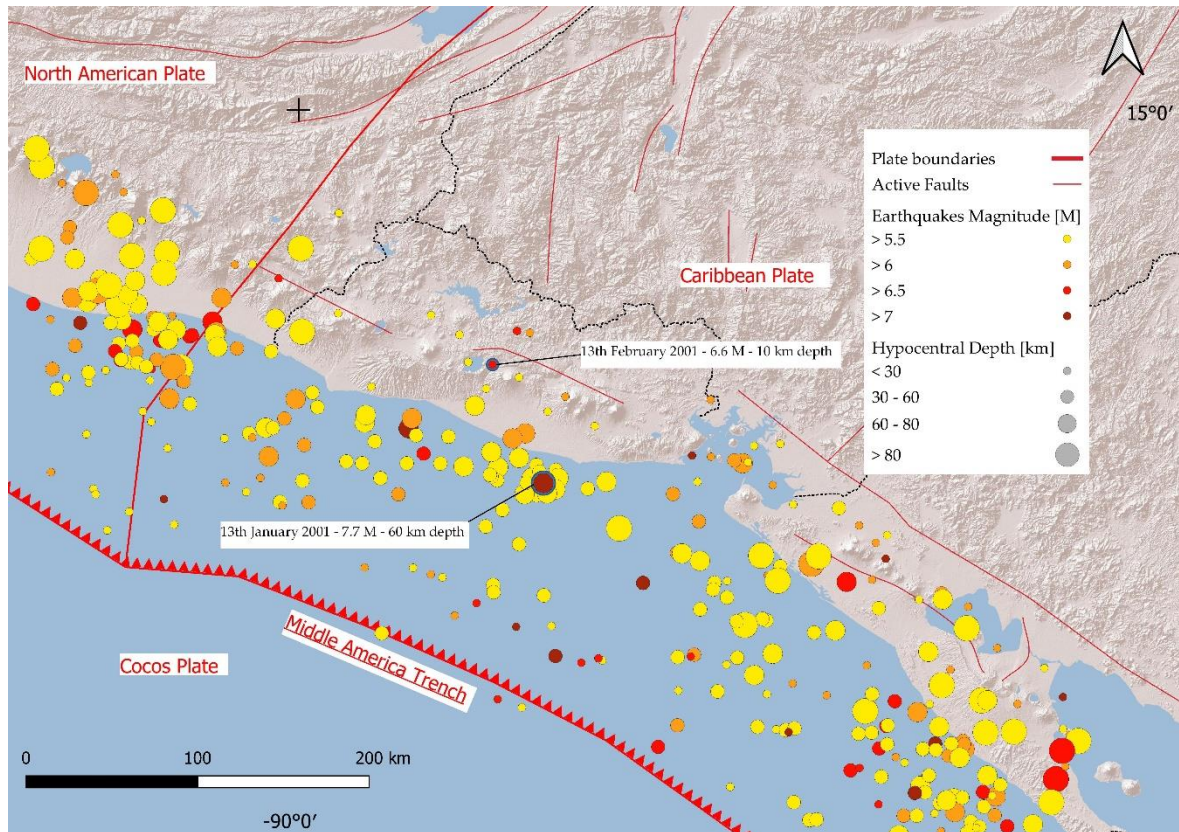 North American Plate
15°0′
Plate boundaries
Active Faults
Earthquakes Magnitude [M]
> 5.5
> 6
> 6.5
> 7
Hypocentral Depth [km]
< 30
30 - 60
60 - 80
> 80
Caribbean Plate
13th February 2001 - 6.6 M - 10 km depth
13th January 2001 - 7.7 M - 60 km depth
Middle America Trench
Cocos Plate
0 100 200 km
-90°0′